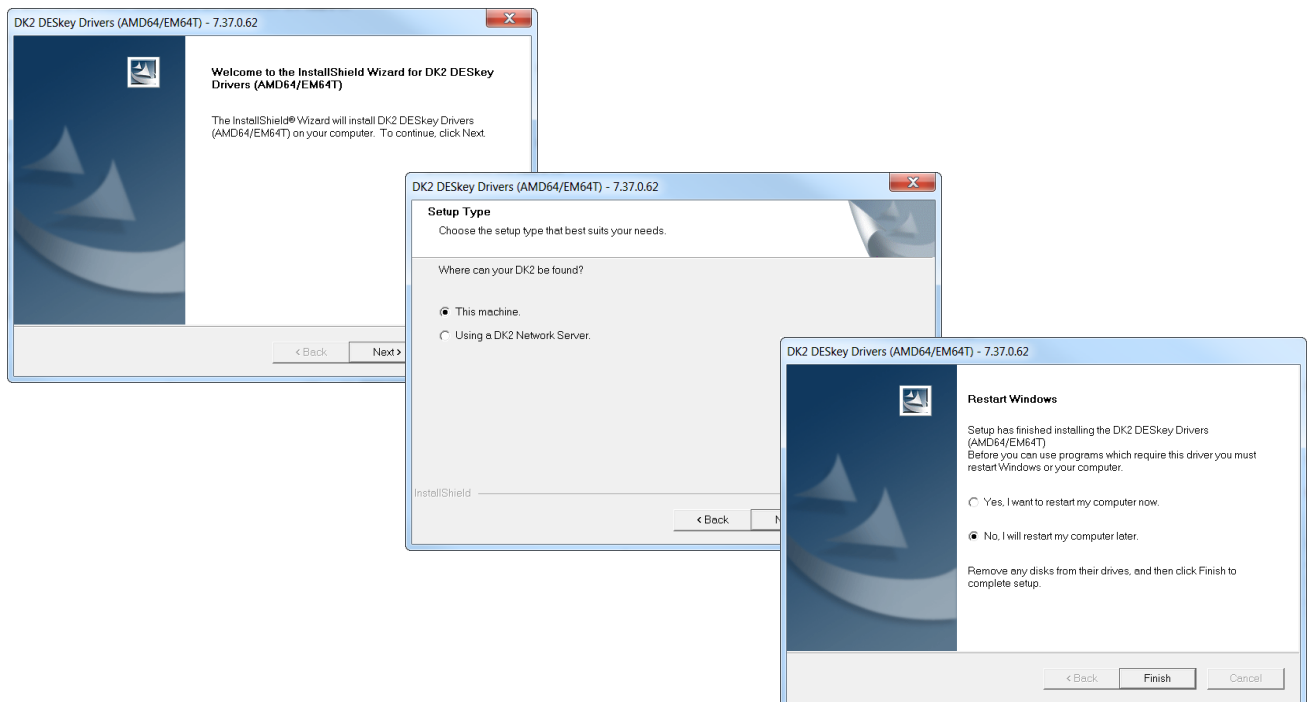 DK2 DESkey Drivers (AMD64/EM64T) - 7.37.0.62
Welcome to the InstallShield Wizard for DK2 DESkey
Drivers (AMD64/EM64T)
The InstallShield® Wizard will install DK2 DESkey Drivers
(AMD64/EM64T) on your computer. To continue, click Next.
< Back
Next >
DK2 DESkey Drivers (AMD64/EM64T) - 7.37.0.62
Setup Type
Choose the setup type that best suits your needs.
Where can your DK2 be found?
This machine.
Using a DK2 Network Server.
InstallShield
< Back
N
DK2 DESkey Drivers (AMD64/EM64T) - 7.37.0.62
Restart Windows
Setup has finished installing the DK2 DESkey Drivers
(AMD64/EM64T)
Before you can use programs which require this driver you must
restart Windows or your computer.
Yes, I want to restart my computer now.
No, I will restart my computer later.
Remove any disks from their drives, and then click Finish to
complete setup.
< Back
Finish
Cancel